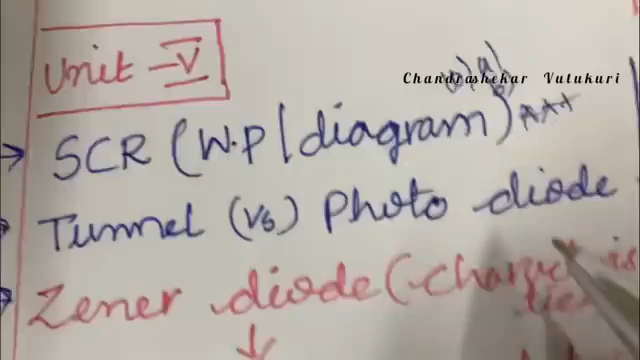 Unit - V
Chandrashekar Vutukuri
SCR (W.P / diagram)
Tunnel (Vs) Photo diode
Zener diode (